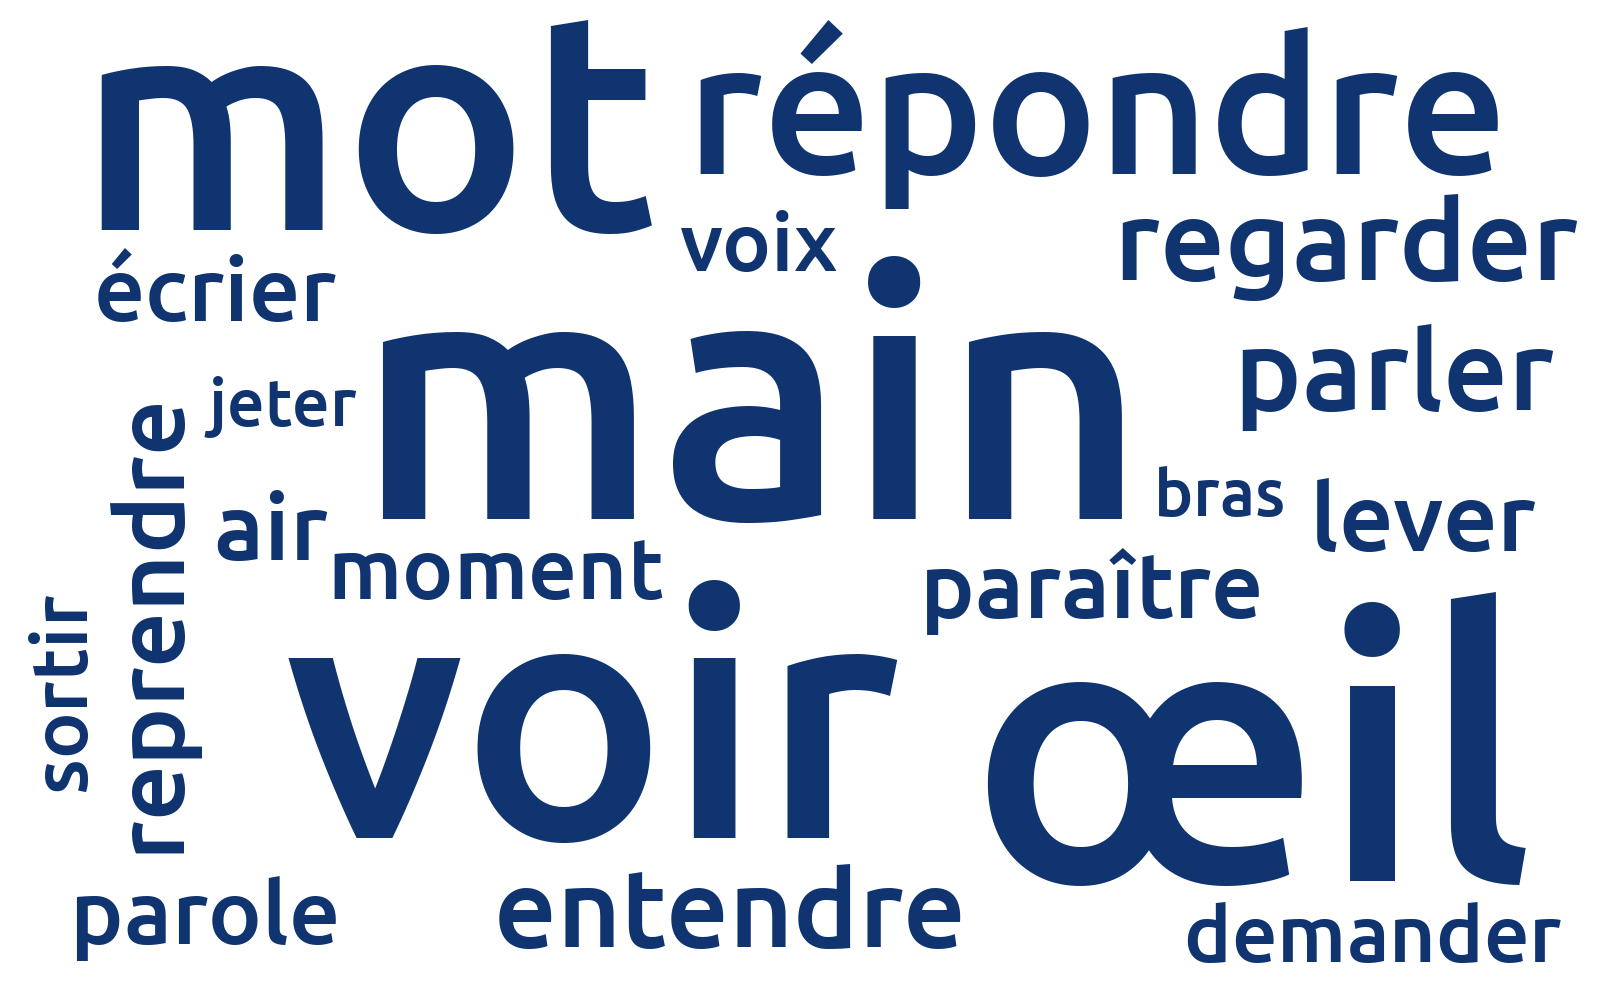 mot
répondre
voix
regarder
écrier
main
parler
jeter
reprendre
air
bras
lever
moment
paraître
sortir
voir
œil
parole
entendre
demander